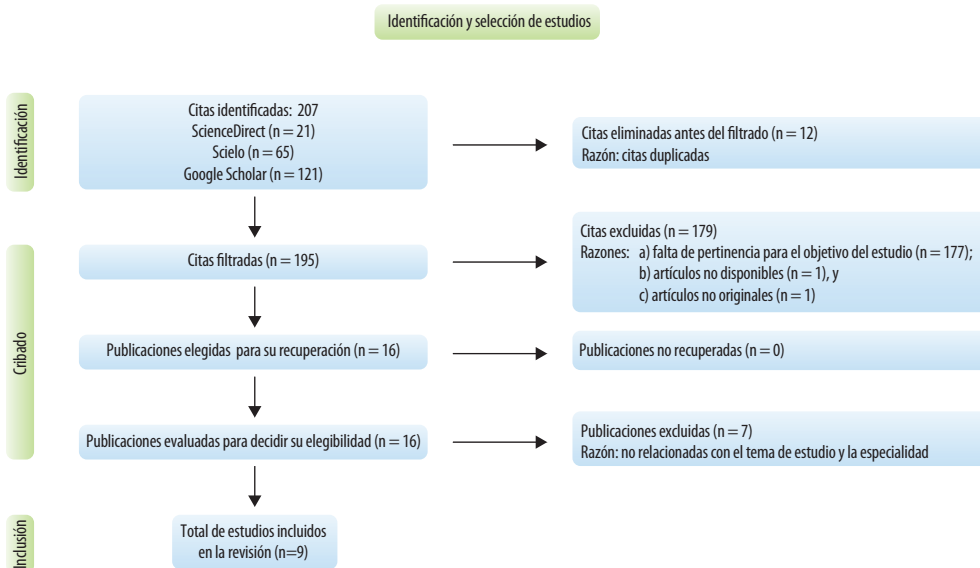 Identificación y selección de estudios
Identificación
Citas identificadas: 207
ScienceDirect (n = 21)
Scielo (n = 65)
Google Scholar (n = 121)
Citas eliminadas antes del filtrado (n = 12)
Razón: citas duplicadas
Cribado
Citas filtradas (n = 195)
Citas excluidas (n = 179)
Razones: a) falta de pertinencia para el objetivo del estudio (n = 177);
b) artículos no disponibles (n = 1), y
c) artículos no originales (n = 1)
Publicaciones elegidas para su recuperación (n = 16)
Publicaciones no recuperadas (n = 0)
Publicaciones evaluadas para decidir su elegibilidad (n = 16)
Publicaciones excluidas (n = 7)
Razón: no relacionadas con el tema de estudio y la especialidad
Inclusión
Total de estudios incluidos
en la revisión (n=9)